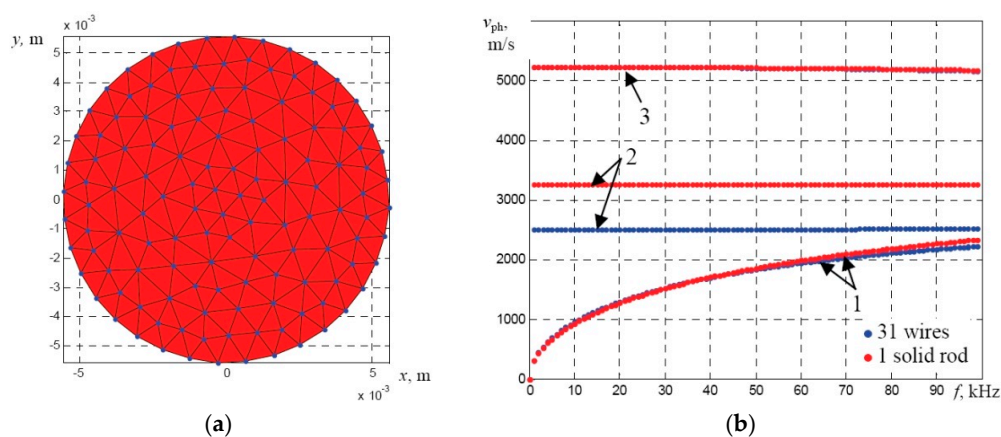 × 10⁻³
y, m
5
4
3
2
1
0
-1
-2
-3
-4
-5
-5
0
5
x, m
× 10⁻³
(a)
v_ph,
m/s
5000
4000
3000
2000
1000
0
3
2
1
31 wires
1 solid rod
0 10 20 30 40 50 60 70 80 90 f, kHz
(b)